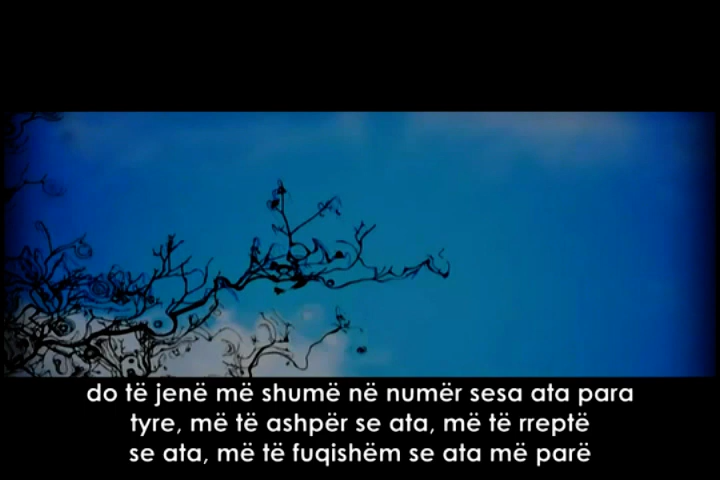 do të jenë më shumë në numër sesa ata para
tyre, më të ashpër se ata, më të rreptë
se ata, më të fuqishëm se ata më parë